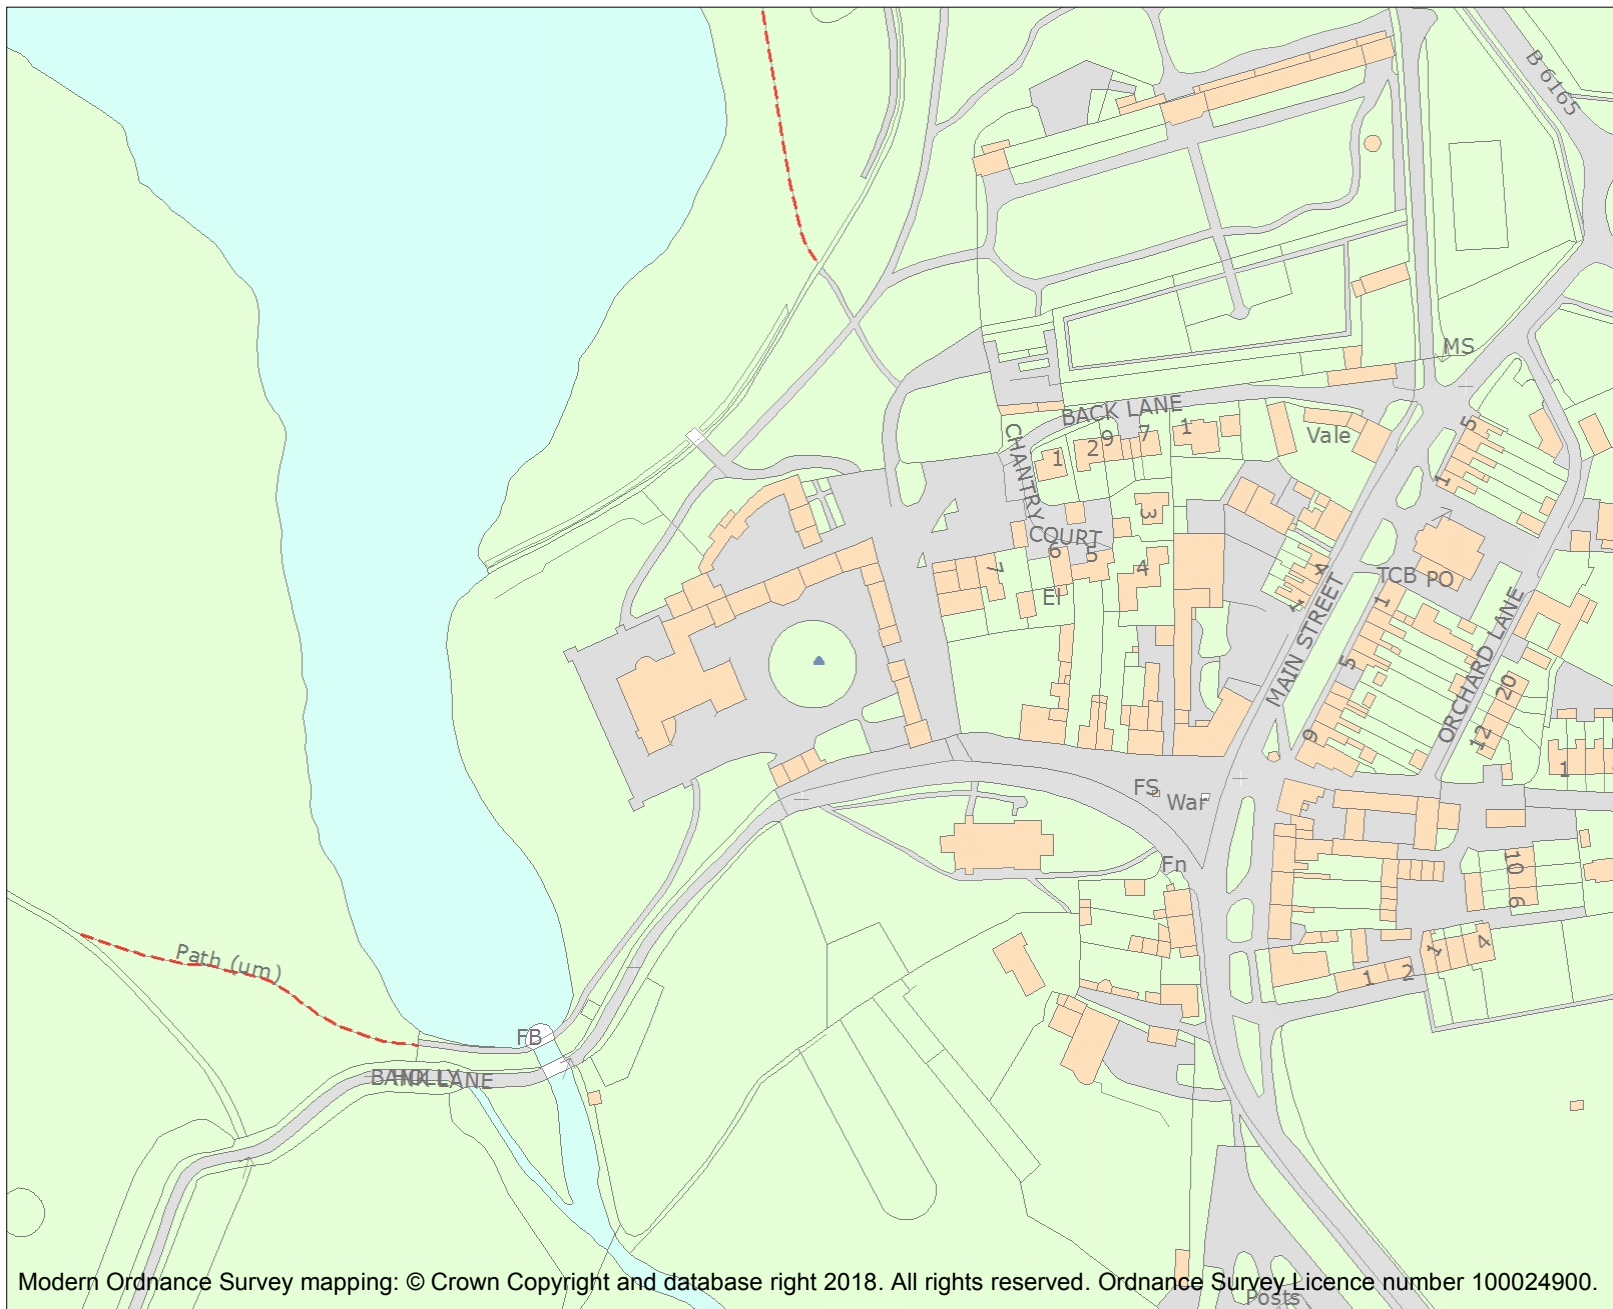 B 6165
MS
BACK LANE
CHANTRY
COURT
1
2
9
7
1
Vale
5
1
3
6
5
7
4
El
4
1
TCB
PO
MAIN STREET
1
5
9
ORCHARD LANE
20
12
1
FS
War
Fn
10
6
1
2
1
4
Path (um)
FB
BANK LANE
HOLLY
Posts
Modern Ordnance Survey mapping: © Crown Copyright and database right 2018. All rights reserved. Ordnance Survey Licence number 100024900.